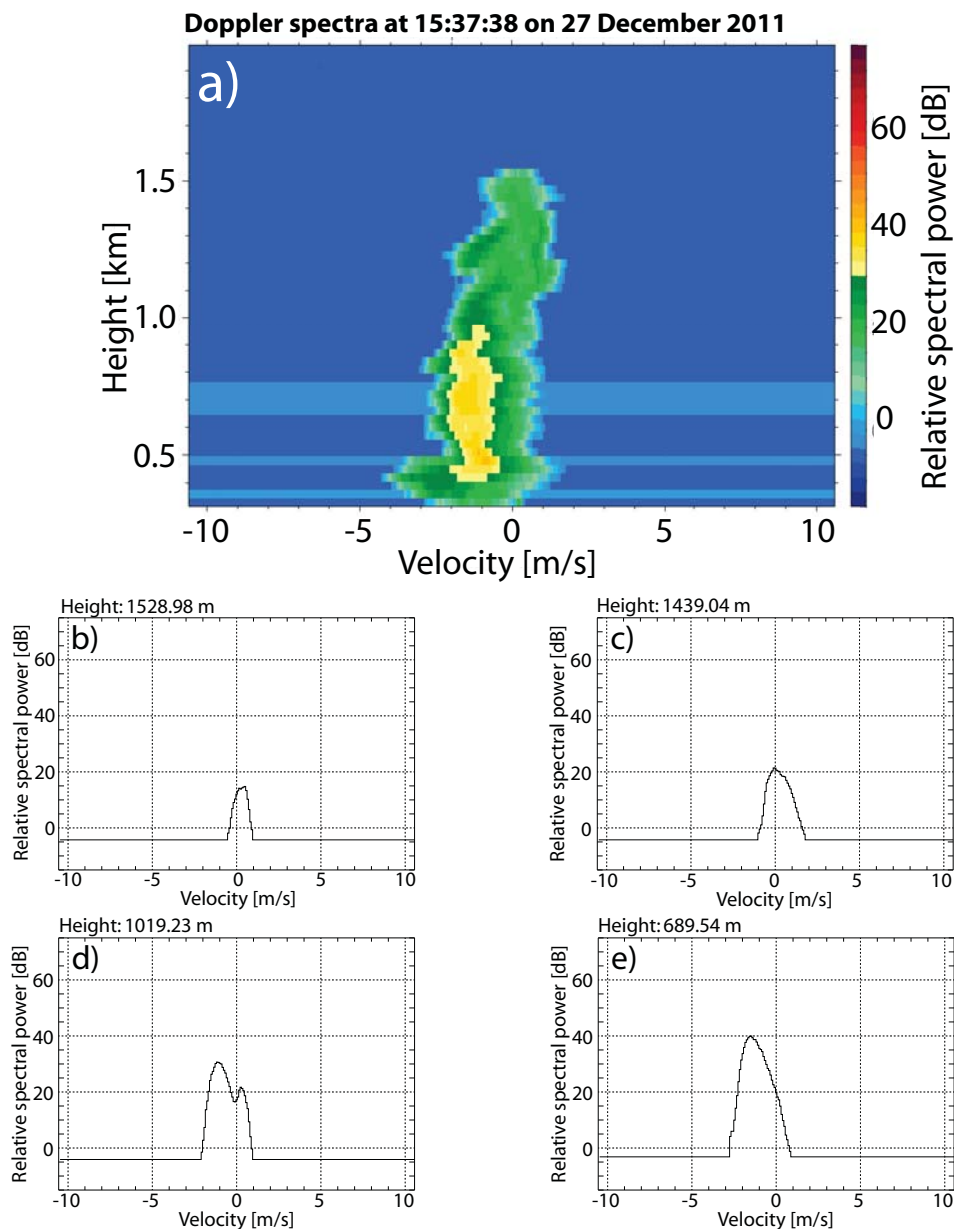 Doppler spectra at 15:37:38 on 27 December 2011
a)
1.5
1.0
0.5
Height [km]
-10 -5 0 5 10
Velocity [m/s]
60
40
20
0
Relative spectral power [dB]
Height: 1528.98 m
b)
60
40
20
0
Relative spectral power [dB]
-10 -5 0 5 10
Velocity [m/s]
Height: 1439.04 m
c)
60
40
20
0
Relative spectral power [dB]
-10 -5 0 5 10
Velocity [m/s]
Height: 1019.23 m
d)
60
40
20
0
Relative spectral power [dB]
-10 -5 0 5 10
Velocity [m/s]
Height: 689.54 m
e)
60
40
20
0
Relative spectral power [dB]
-10 -5 0 5 10
Velocity [m/s]